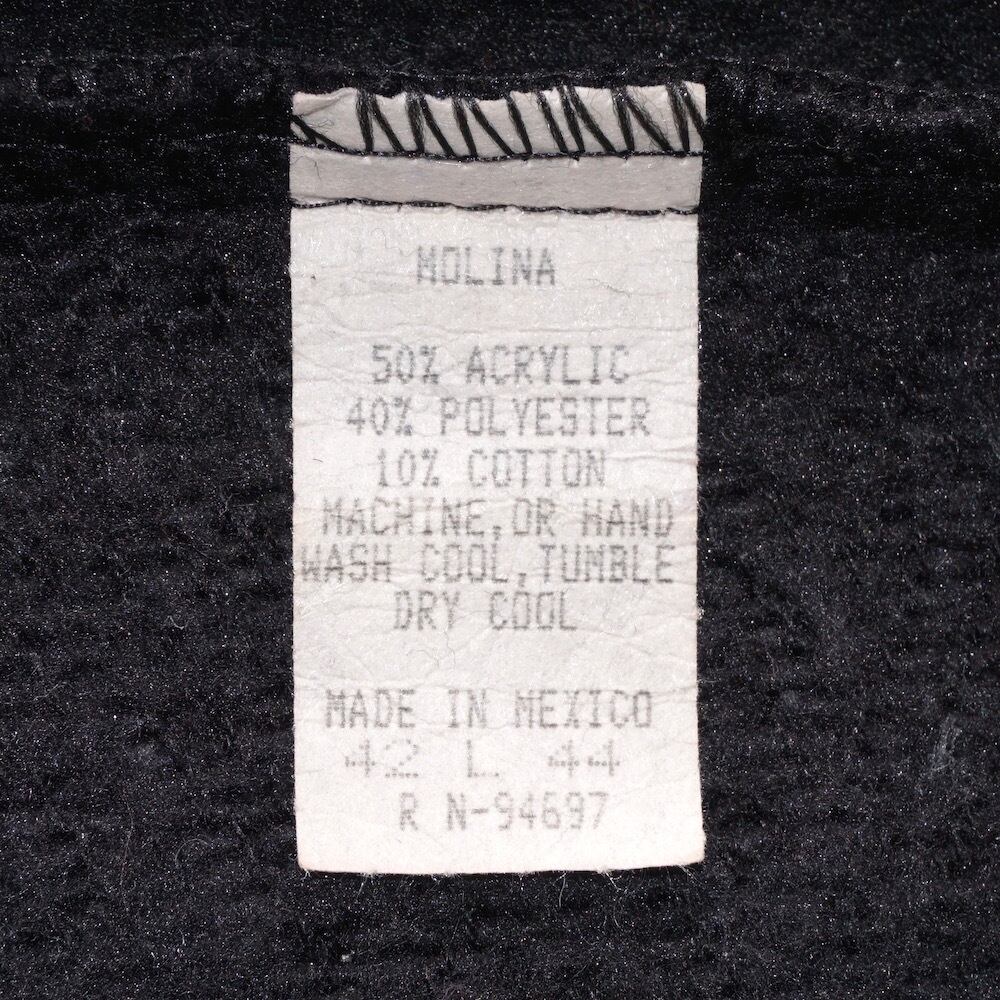 MOLINA
50% ACRYLIC
40% POLYESTER
10% COTTON
MACHINE, OR HAND
WASH COOL, TUMBLE
DRY COOL
MADE IN MEXICO
42 L 44
R N-94697